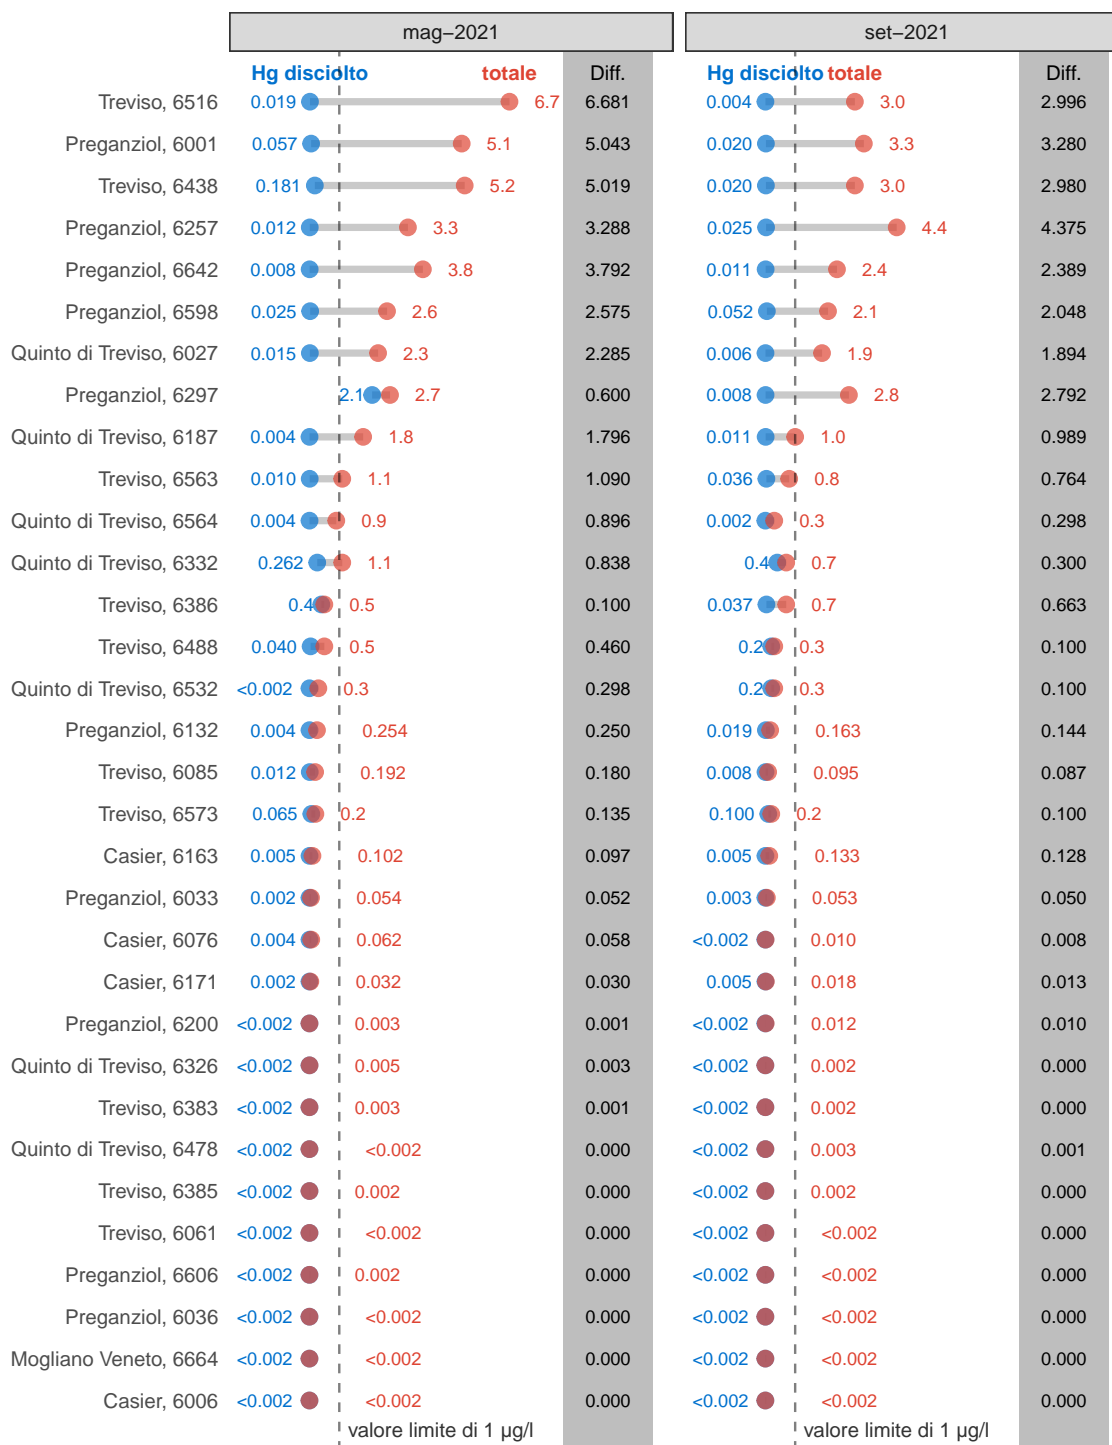 mag−2021 set−2021
Hg disciolto totale Diff. Hg disciolto totale Diff.
Treviso, 6516 0.019 6.7 6.681 0.004 3.0 2.996
Preganziol, 6001 0.057 5.1 5.043 0.020 3.3 3.280
Treviso, 6438 0.181 5.2 5.019 0.020 3.0 2.980
Preganziol, 6257 0.012 3.3 3.288 0.025 4.4 4.375
Preganziol, 6642 0.008 3.8 3.792 0.011 2.4 2.389
Preganziol, 6598 0.025 2.6 2.575 0.052 2.1 2.048
Quinto di Treviso, 6027 0.015 2.3 2.285 0.006 1.9 1.894
Preganziol, 6297 2.1 2.7 0.600 0.008 2.8 2.792
Quinto di Treviso, 6187 0.004 1.8 1.796 0.011 1.0 0.989
Treviso, 6563 0.010 1.1 1.090 0.036 0.8 0.764
Quinto di Treviso, 6564 0.004 0.9 0.896 0.002 0.3 0.298
Quinto di Treviso, 6332 0.262 1.1 0.838 0.4 0.7 0.300
Treviso, 6386 0.4 0.5 0.100 0.037 0.7 0.663
Treviso, 6488 0.040 0.5 0.460 0.2 0.3 0.100
Quinto di Treviso, 6532 <0.002 0.3 0.298 0.2 0.3 0.100
Preganziol, 6132 0.004 0.254 0.250 0.019 0.163 0.144
Treviso, 6085 0.012 0.192 0.180 0.008 0.095 0.087
Treviso, 6573 0.065 0.2 0.135 0.100 0.2 0.100
Casier, 6163 0.005 0.102 0.097 0.005 0.133 0.128
Preganziol, 6033 0.002 0.054 0.052 0.003 0.053 0.050
Casier, 6076 0.004 0.062 0.058 <0.002 0.010 0.008
Casier, 6171 0.002 0.032 0.030 0.005 0.018 0.013
Preganziol, 6200 <0.002 0.003 0.001 <0.002 0.012 0.010
Quinto di Treviso, 6326 <0.002 0.005 0.003 <0.002 0.002 0.000
Treviso, 6383 <0.002 0.003 0.001 <0.002 0.002 0.000
Quinto di Treviso, 6478 <0.002 <0.002 0.000 <0.002 0.003 0.001
Treviso, 6385 <0.002 0.002 0.000 <0.002 0.002 0.000
Treviso, 6061 <0.002 <0.002 0.000 <0.002 <0.002 0.000
Preganziol, 6606 <0.002 0.002 0.000 <0.002 <0.002 0.000
Preganziol, 6036 <0.002 <0.002 0.000 <0.002 <0.002 0.000
Mogliano Veneto, 6664 <0.002 <0.002 0.000 <0.002 <0.002 0.000
Casier, 6006 <0.002 <0.002 0.000 <0.002 <0.002 0.000
valore limite di 1 µg/l valore limite di 1 µg/l